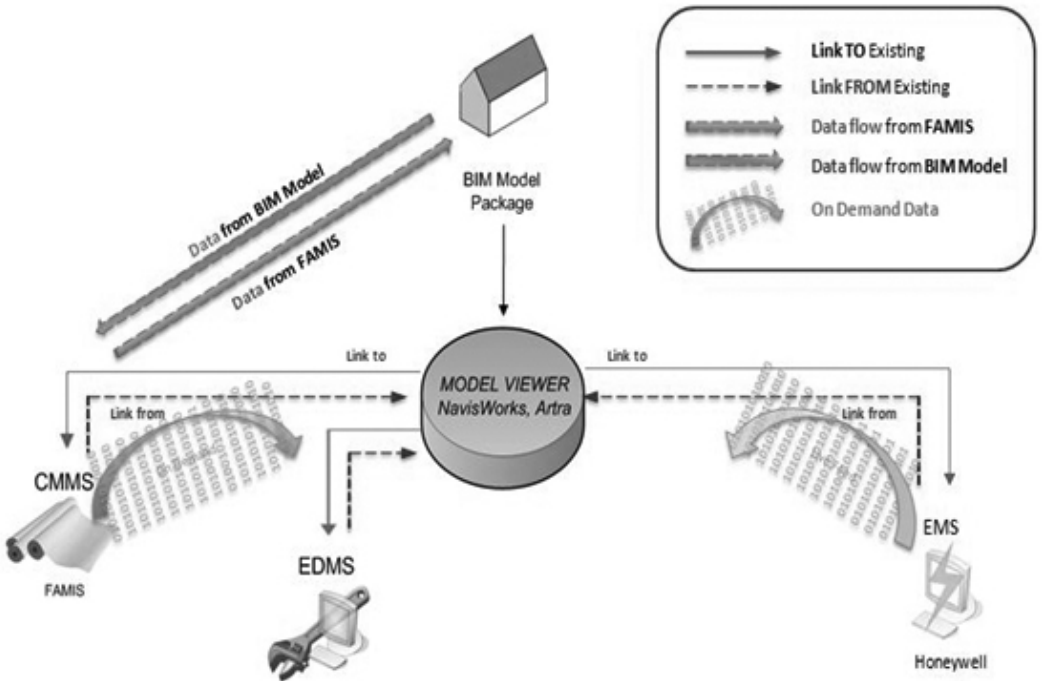 Link TO Existing
Link FROM Existing
Data flow from FAMIS
Data flow from BIM Model
On Demand Data
BIM Model
Package
Data from BIM Model
Data from FAMIS
Link to
Link to
MODEL VIEWER
NavisWorks, Artra
Link from
Link from
CMMS
FAMIS
EDMS
EMS
Honeywell